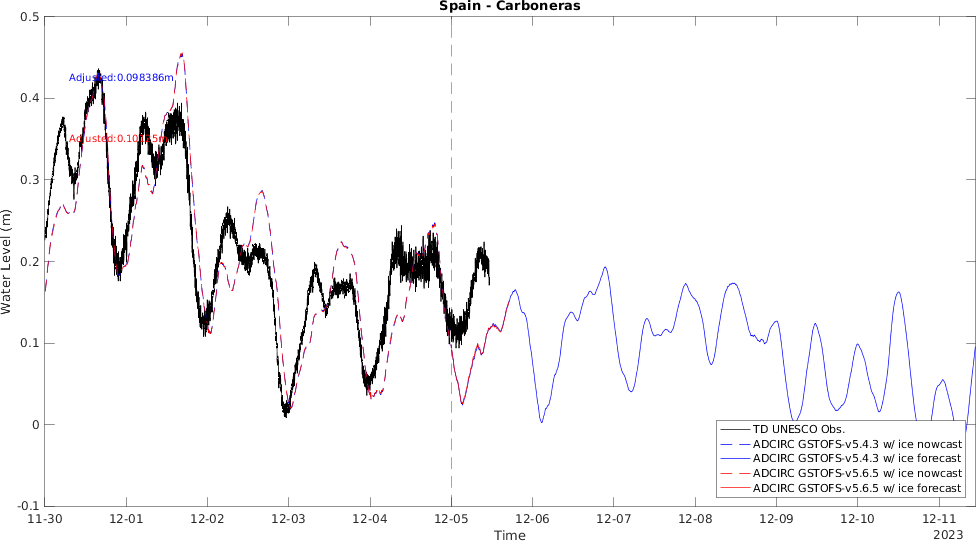 Spain - Carboneras
0.5
0.4
0.3
0.2
0.1
0
-0.1
Water Level (m)
Adjusted:0.098386m
TD UNESCO Obs.
ADCIRC GSTOFS-v5.4.3 w/ ice nowcast
ADCIRC GSTOFS-v5.4.3 w/ ice forecast
ADCIRC GSTOFS-v5.6.5 w/ ice nowcast
ADCIRC GSTOFS-v5.6.5 w/ ice forecast
11-30 12-01 12-02 12-03 12-04 12-05 12-06 12-07 12-08 12-09 12-10 12-11
Time
2023